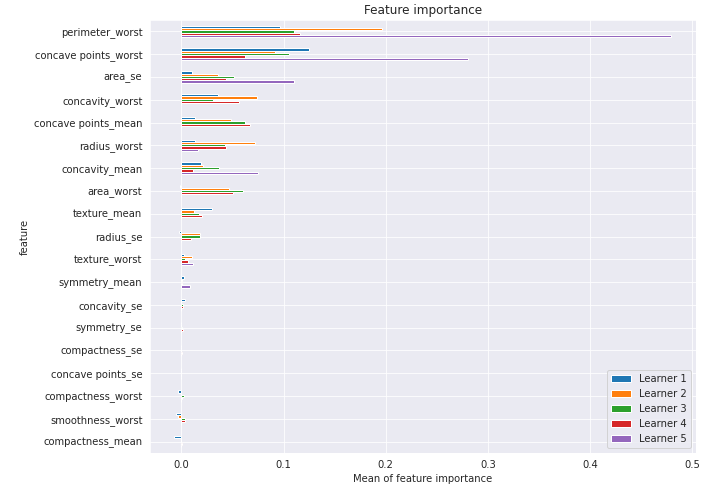 Feature importance
feature
perimeter_worst
concave points_worst
area_se
concavity_worst
concave points_mean
radius_worst
concavity_mean
area_worst
texture_mean
radius_se
texture_worst
symmetry_mean
concavity_se
symmetry_se
compactness_se
concave points_se
compactness_worst
smoothness_worst
compactness_mean
Learner 1
Learner 2
Learner 3
Learner 4
Learner 5
0.0 0.1 0.2 0.3 0.4 0.5
Mean of feature importance